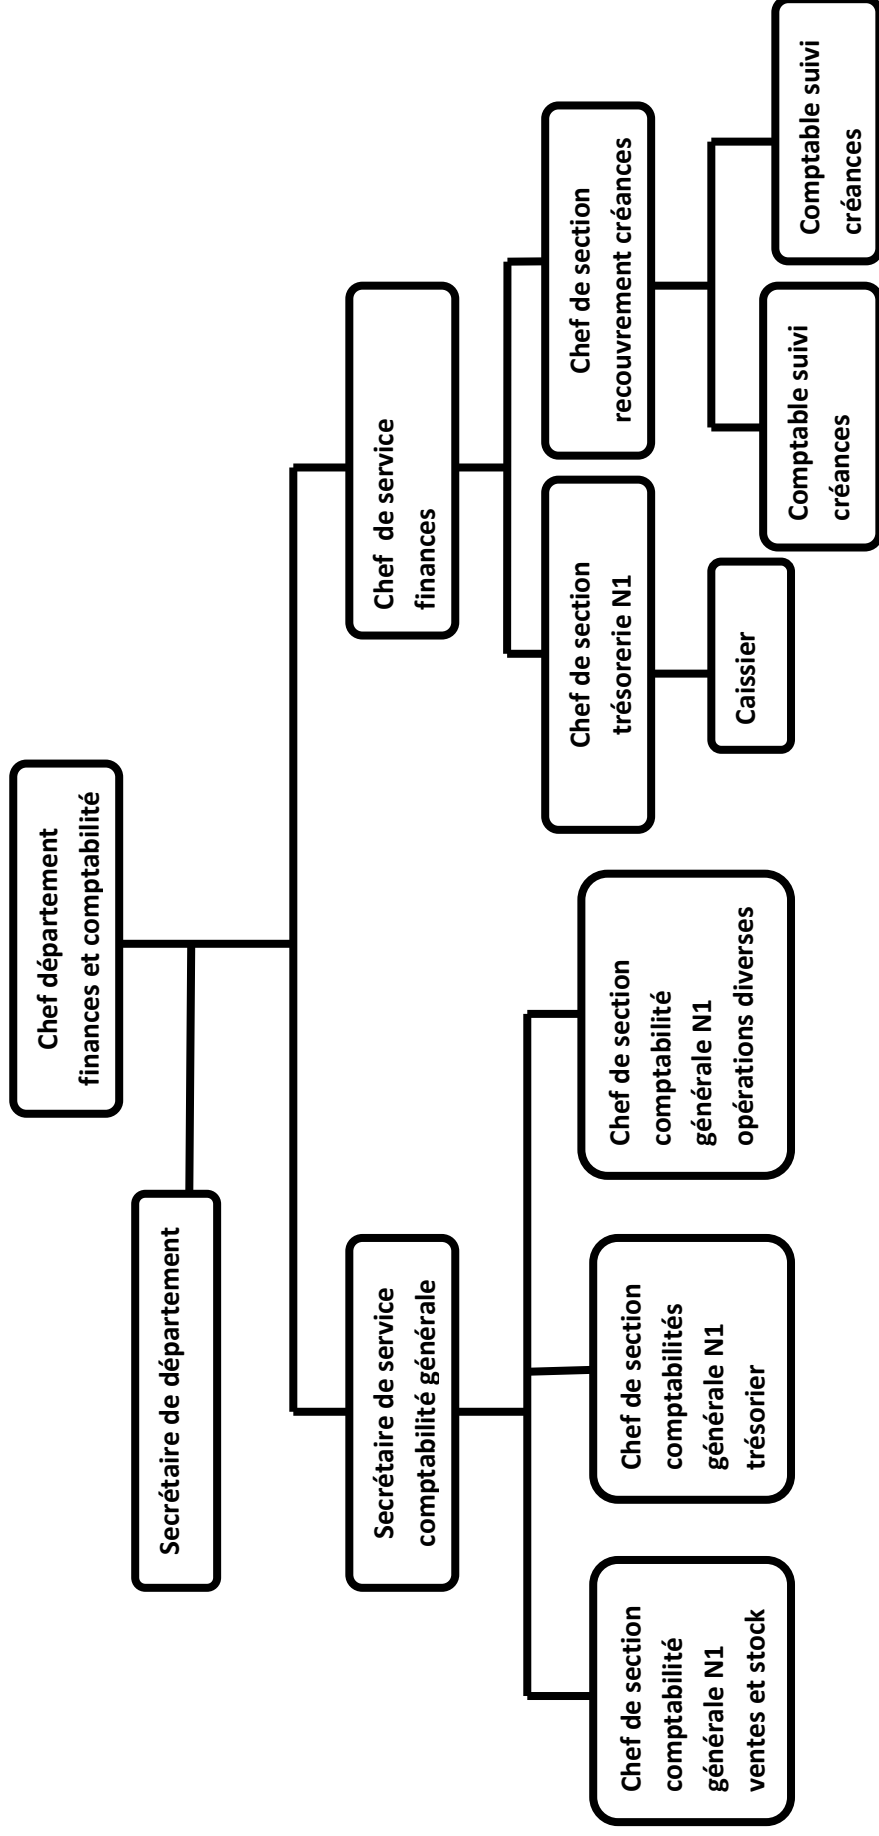 Chef département
finances et comptabilité
Secrétaire de département
Secrétaire de service
comptabilité générale
Chef  de service
finances
Chef de section
comptabilité
générale N1
ventes et stock
Chef de section
comptabilités
générale N1
trésorier
Chef de section
comptabilité
générale N1
opérations diverses
Chef de section
trésorerie N1
Chef de section
recouvrement créances
Caissier
Comptable suivi
créances
Comptable suivi
créances